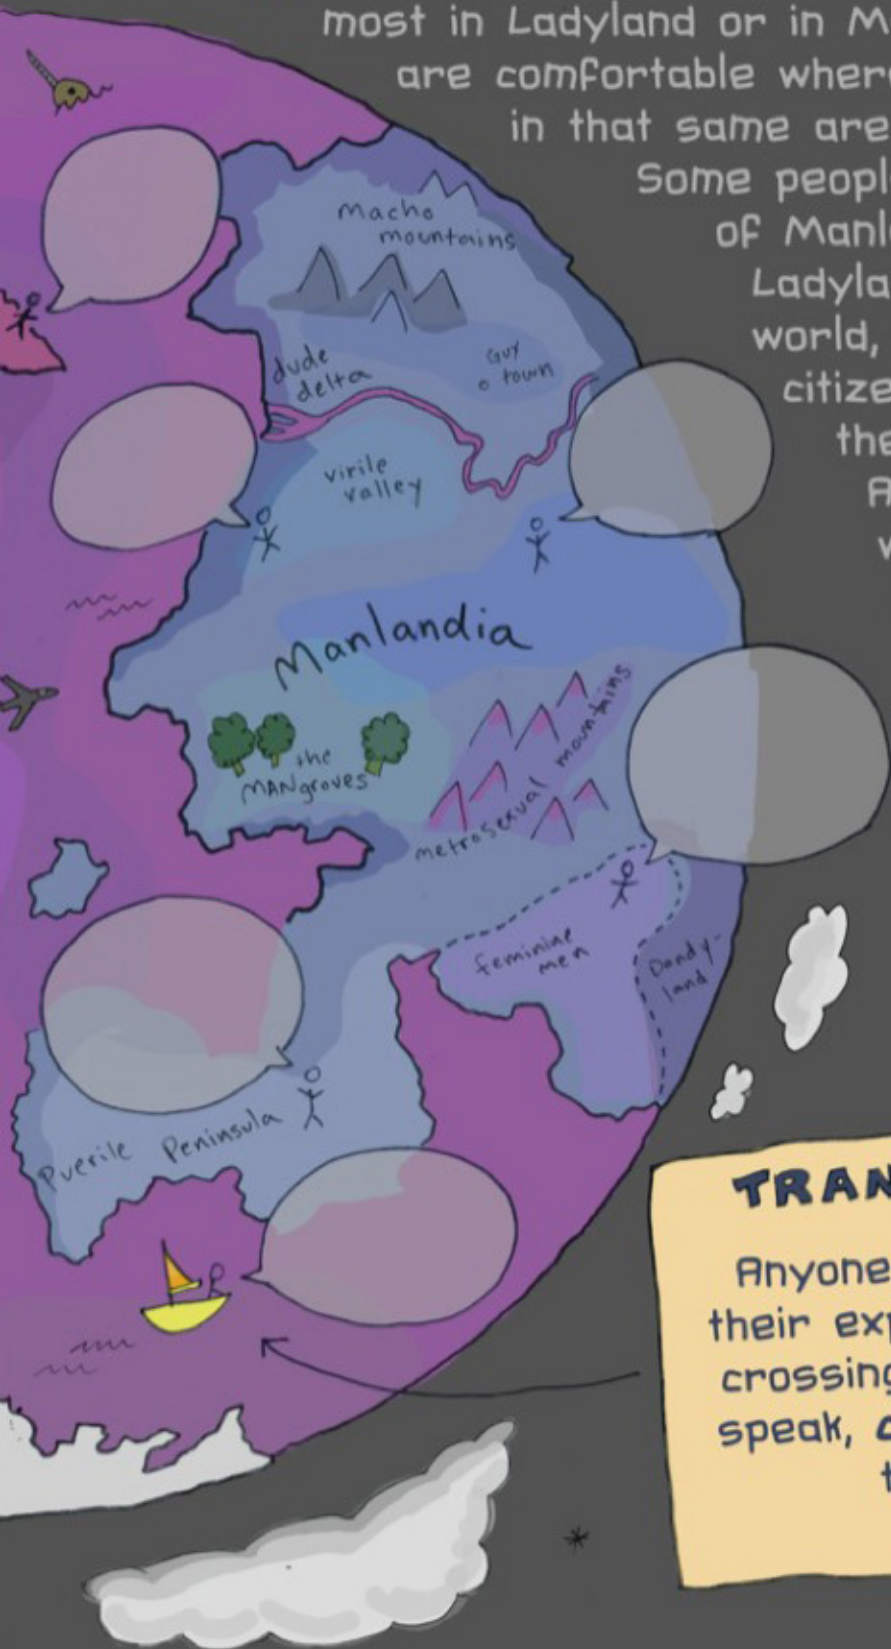 most in Ladyland or in M
are comfortable wher
in that same are
Some peopl
of Manl
Ladyla
world,
citize
the
A
w
macho
mountains
dude
delta
Guy
town
virile
valley
Manlandia
the
MANgroves
metrosexual mountains
feminine
men
Dandy-
land
Puerile Peninsula
TRAN
Anyone
their exp
crossing
speak, c
t